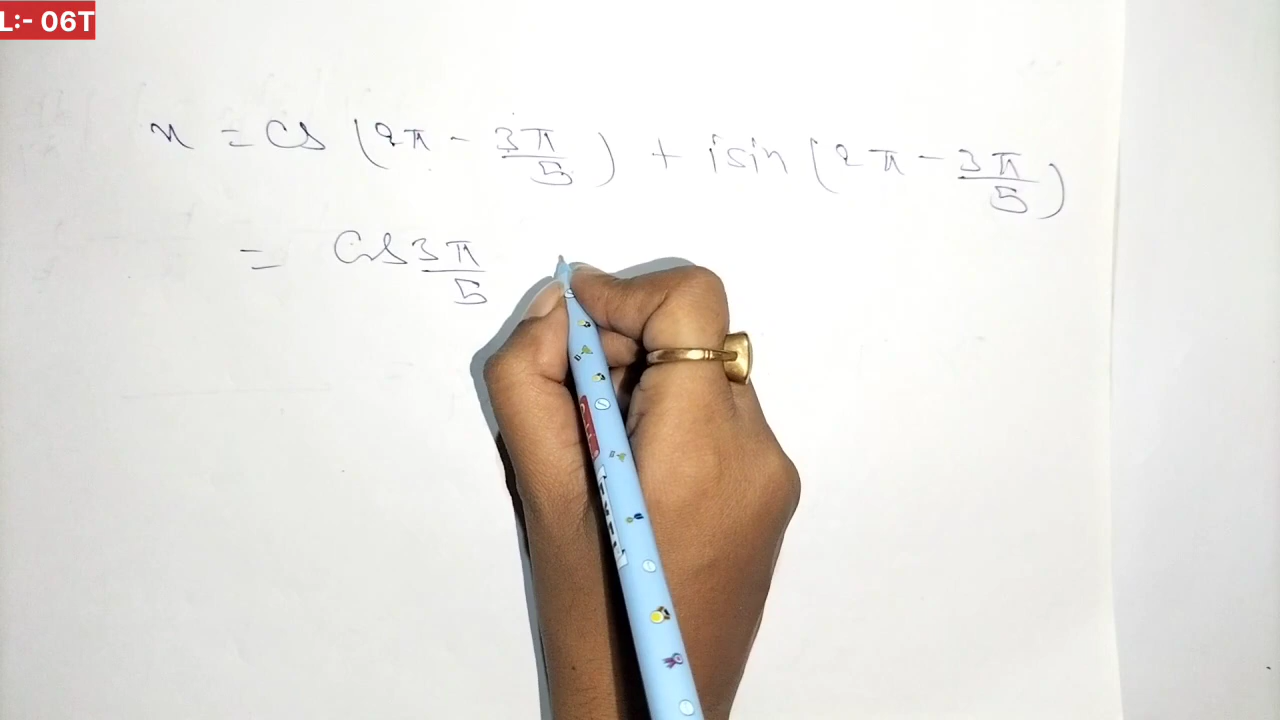 L:- 06T
x = cos (2π - 3π/5) + i sin (2π - 3π/5)
= cos 3π/5